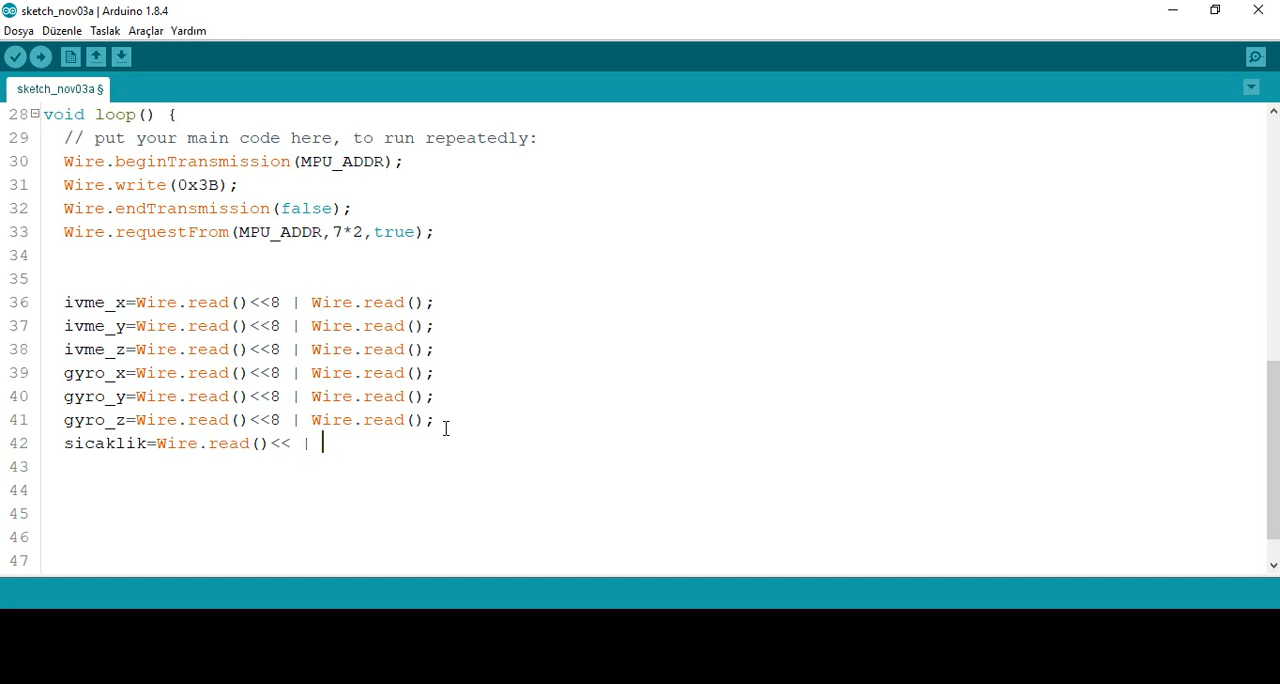 sketch_nov03a | Arduino 1.8.4
Dosya Düzenle Taslak Araçlar Yardım
sketch_nov03a §
28 void loop() {
29 // put your main code here, to run repeatedly:
30 Wire.beginTransmission(MPU_ADDR);
31 Wire.write(0x3B);
32 Wire.endTransmission(false);
33 Wire.requestFrom(MPU_ADDR,7*2,true);
34
35
36 ivme_x=Wire.read()<<8 | Wire.read();
37 ivme_y=Wire.read()<<8 | Wire.read();
38 ivme_z=Wire.read()<<8 | Wire.read();
39 gyro_x=Wire.read()<<8 | Wire.read();
40 gyro_y=Wire.read()<<8 | Wire.read();
41 gyro_z=Wire.read()<<8 | Wire.read();
42 sicaklik=Wire.read()<< |
43
44
45
46
47